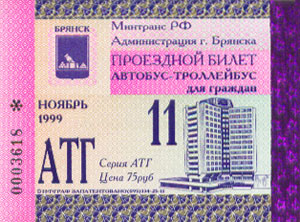 БРЯНСК
Минтранс РФ
Администрация г. Брянска
ПРОЕЗДНОЙ БИЛЕТ
АВТОБУС-ТРОЛЛЕЙБУС
для граждан
НОЯБРЬ
1999
11
АТГ
Серия АТГ
Цена 75руб
0003618 *